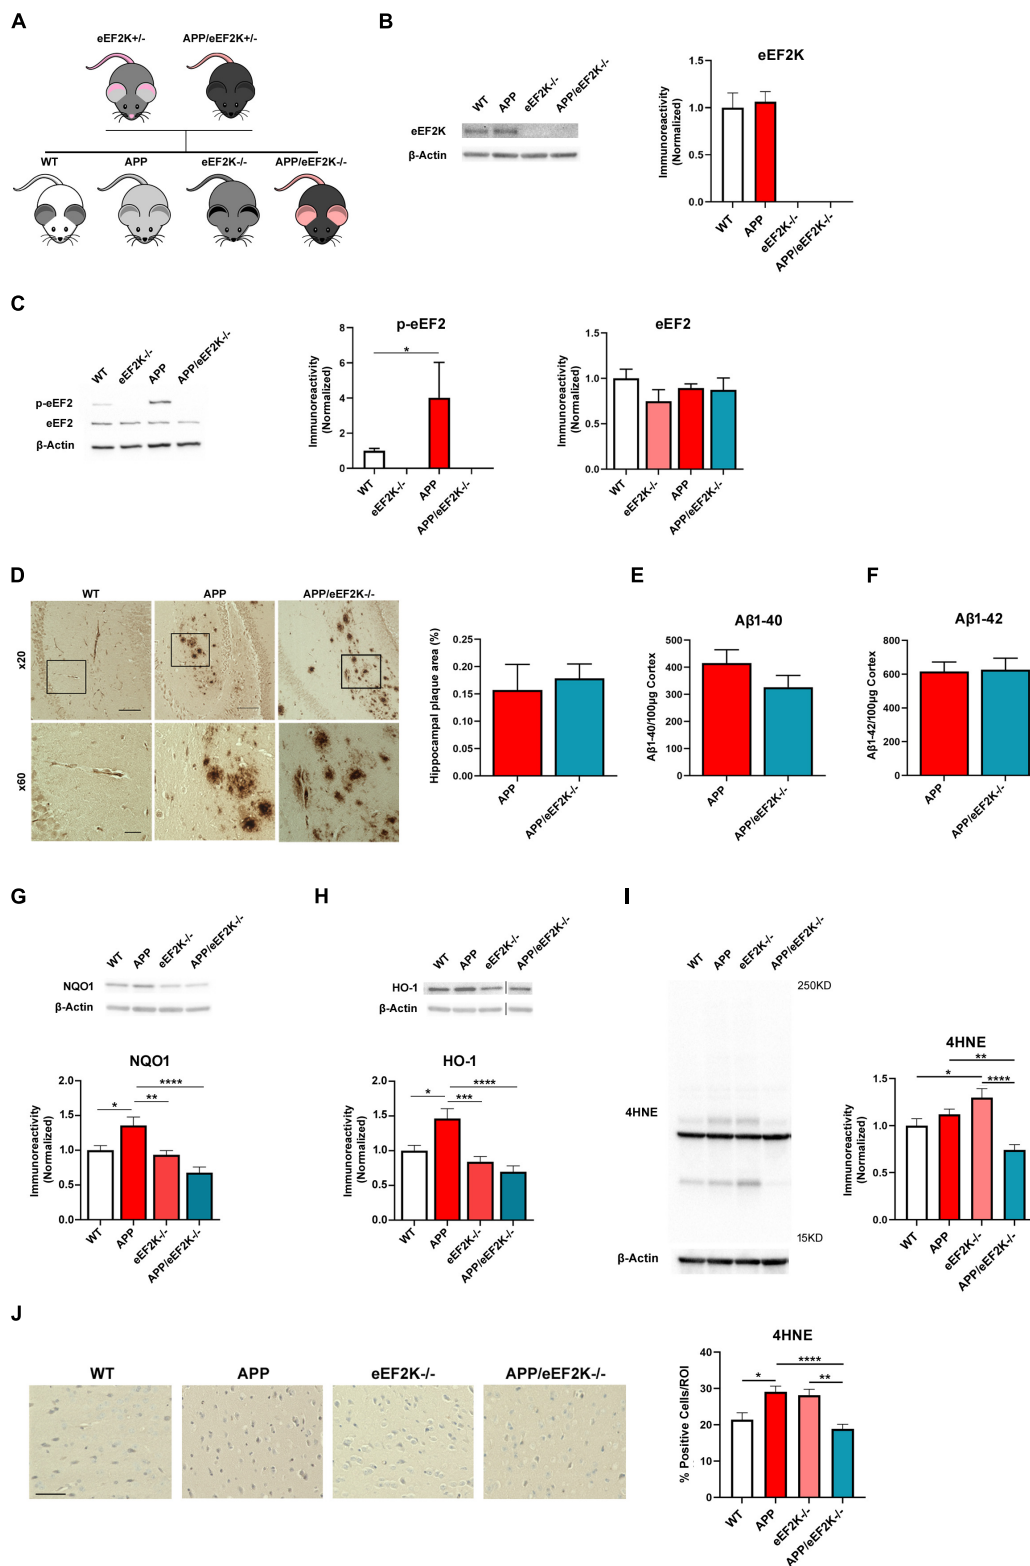 A
eEF2K+/-
APP/eEF2K+/-
WT
APP
eEF2K-/-
APP/eEF2K-/-
B
WT
APP
eEF2K-/-
APP/eEF2K-/-
eEF2K
β-Actin
eEF2K
Immunoreactivity
(Normalized)
1.5
1.0
0.5
0.0
WT
APP
eEF2K-/-
APP/eEF2K-/-
C
WT
eEF2K-/-
APP
APP/eEF2K-/-
p-eEF2
eEF2
β-Actin
p-eEF2
Immunoreactivity
(Normalized)
8
6
4
2
0
*
WT
eEF2K-/-
APP
APP/eEF2K-/-
eEF2
Immunoreactivity
(Normalized)
1.5
1.0
0.5
0.0
WT
eEF2K-/-
APP
APP/eEF2K-/-
D
WT
APP
APP/eEF2K-/-
x20
x60
Hippocampal plaque area (%)
0.25
0.20
0.15
0.10
0.05
0.00
APP
APP/eEF2K-/-
E
Aβ1-40
Aβ1-40/100μg Cortex
500
400
300
200
100
0
APP
APP/eEF2K-/-
F
Aβ1-42
Aβ1-42/100μg Cortex
800
600
400
200
0
APP
APP/eEF2K-/-
G
WT
APP
eEF2K-/-
APP/eEF2K-/-
NQO1
β-Actin
NQO1
Immunoreactivity
(Normalized)
2.0
1.5
1.0
0.5
0.0
****
*
**
WT
APP
eEF2K-/-
APP/eEF2K-/-
H
WT
APP
eEF2K-/-
APP/eEF2K-/-
HO-1
β-Actin
HO-1
Immunoreactivity
(Normalized)
2.0
1.5
1.0
0.5
0.0
****
*
***
WT
APP
eEF2K-/-
APP/eEF2K-/-
I
WT
APP
eEF2K-/-
APP/eEF2K-/-
250KD
4HNE
15KD
β-Actin
4HNE
Immunoreactivity
(Normalized)
1.5
1.0
0.5
0.0
**
*
****
WT
APP
eEF2K-/-
APP/eEF2K-/-
J
WT
APP
eEF2K-/-
APP/eEF2K-/-
4HNE
% Positive Cells/ROI
40
30
20
10
0
****
*
**
WT
APP
eEF2K-/-
APP/eEF2K-/-